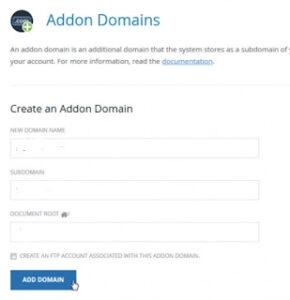 Addon Domains
An addon domain is an additional domain that the system stores as a subdomain of
your account. For more information, read the documentation.
Create an Addon Domain
NEW DOMAIN NAME
SUBDOMAIN
DOCUMENT ROOT
CREATE AN FTP ACCOUNT ASSOCIATED WITH THIS ADDON DOMAIN.
ADD DOMAIN